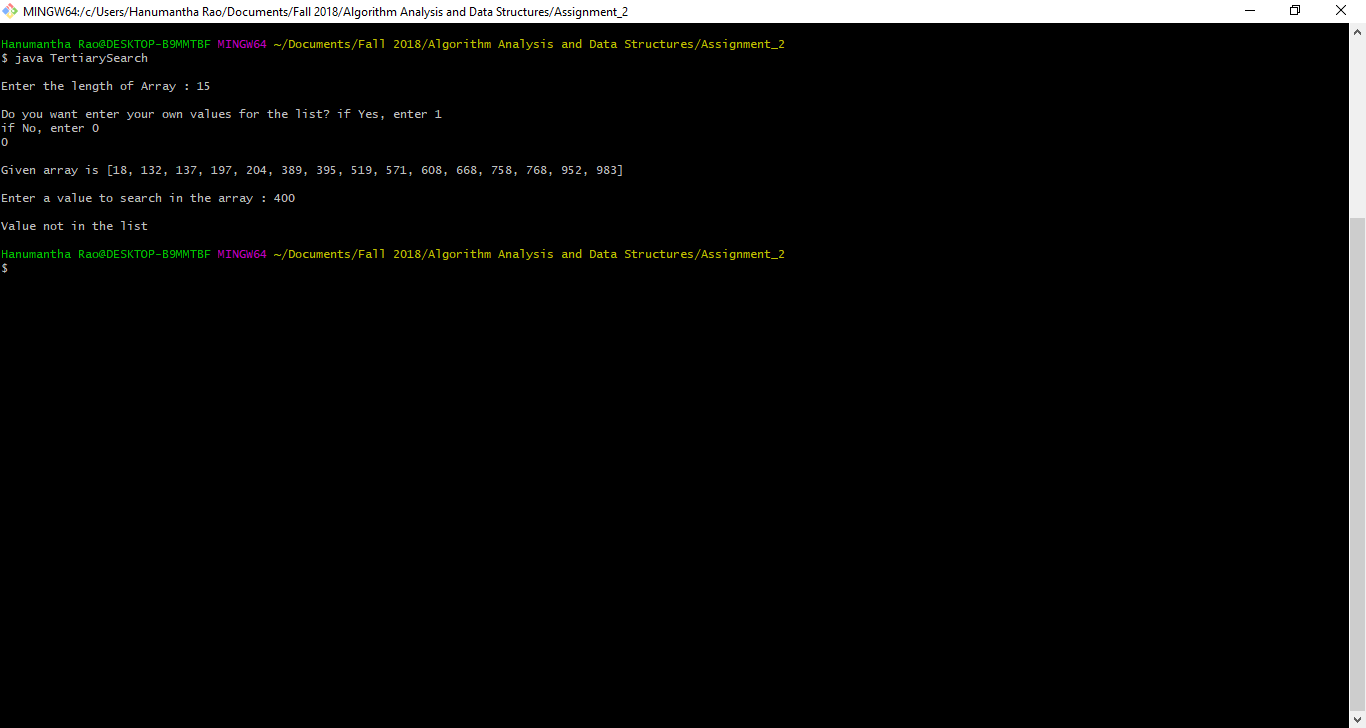 MINGW64:/c/Users/Hanumantha Rao/Documents/Fall 2018/Algorithm Analysis and Data Structures/Assignment_2
Hanumantha Rao@DESKTOP-B9MMTBF MINGW64 ~/Documents/Fall 2018/Algorithm Analysis and Data Structures/Assignment_2
$ java TertiarySearch
Enter the length of Array : 15
Do you want enter your own values for the list? if Yes, enter 1
if No, enter 0
0
Given array is [18, 132, 137, 197, 204, 389, 395, 519, 571, 608, 668, 758, 768, 952, 983]
Enter a value to search in the array : 400
Value not in the list
Hanumantha Rao@DESKTOP-B9MMTBF MINGW64 ~/Documents/Fall 2018/Algorithm Analysis and Data Structures/Assignment_2
$